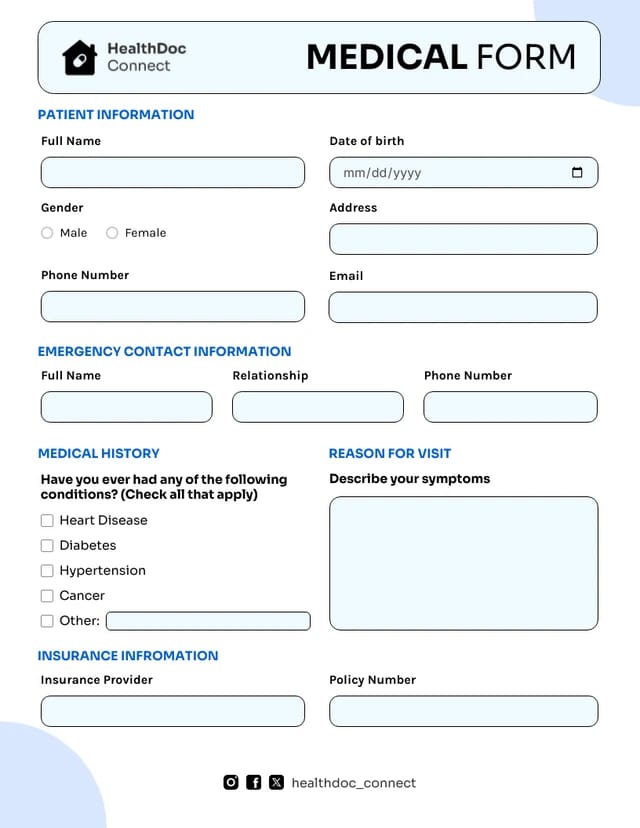 HealthDoc
Connect
MEDICAL FORM
PATIENT INFORMATION
Full Name
Date of birth
mm/dd/yyyy
Gender
Male Female
Address
Phone Number
Email
EMERGENCY CONTACT INFORMATION
Full Name
Relationship
Phone Number
MEDICAL HISTORY
Have you ever had any of the following
conditions? (Check all that apply)
Heart Disease
Diabetes
Hypertension
Cancer
Other:
REASON FOR VISIT
Describe your symptoms
INSURANCE INFROMATION
Insurance Provider
Policy Number
healthdoc_connect